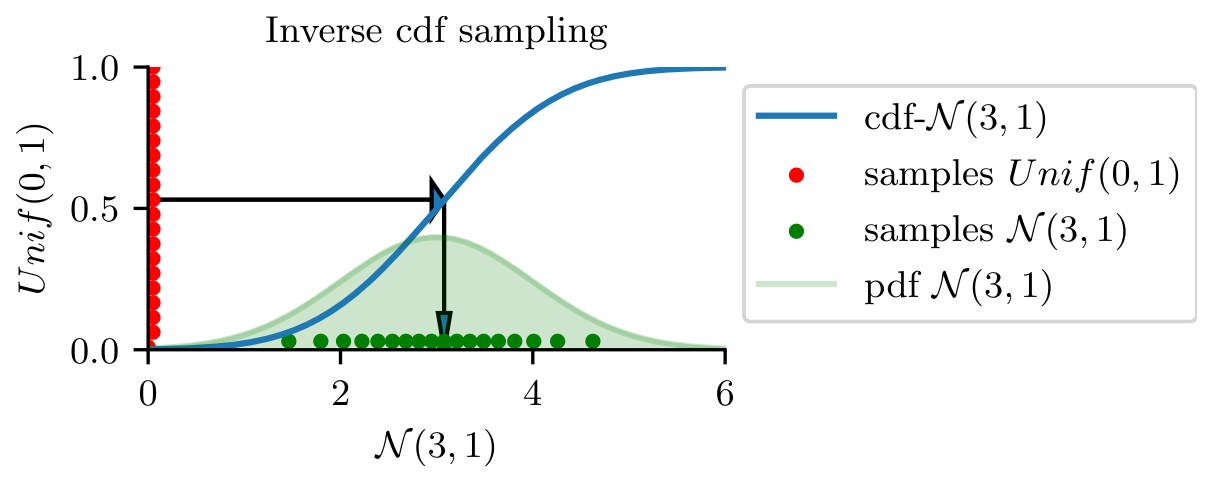 Inverse cdf sampling
1.0
0.5
0.0
Unif(0, 1)
0
2
4
6
𝒩(3, 1)
cdf-𝒩(3, 1)
samples Unif(0, 1)
samples 𝒩(3, 1)
pdf 𝒩(3, 1)